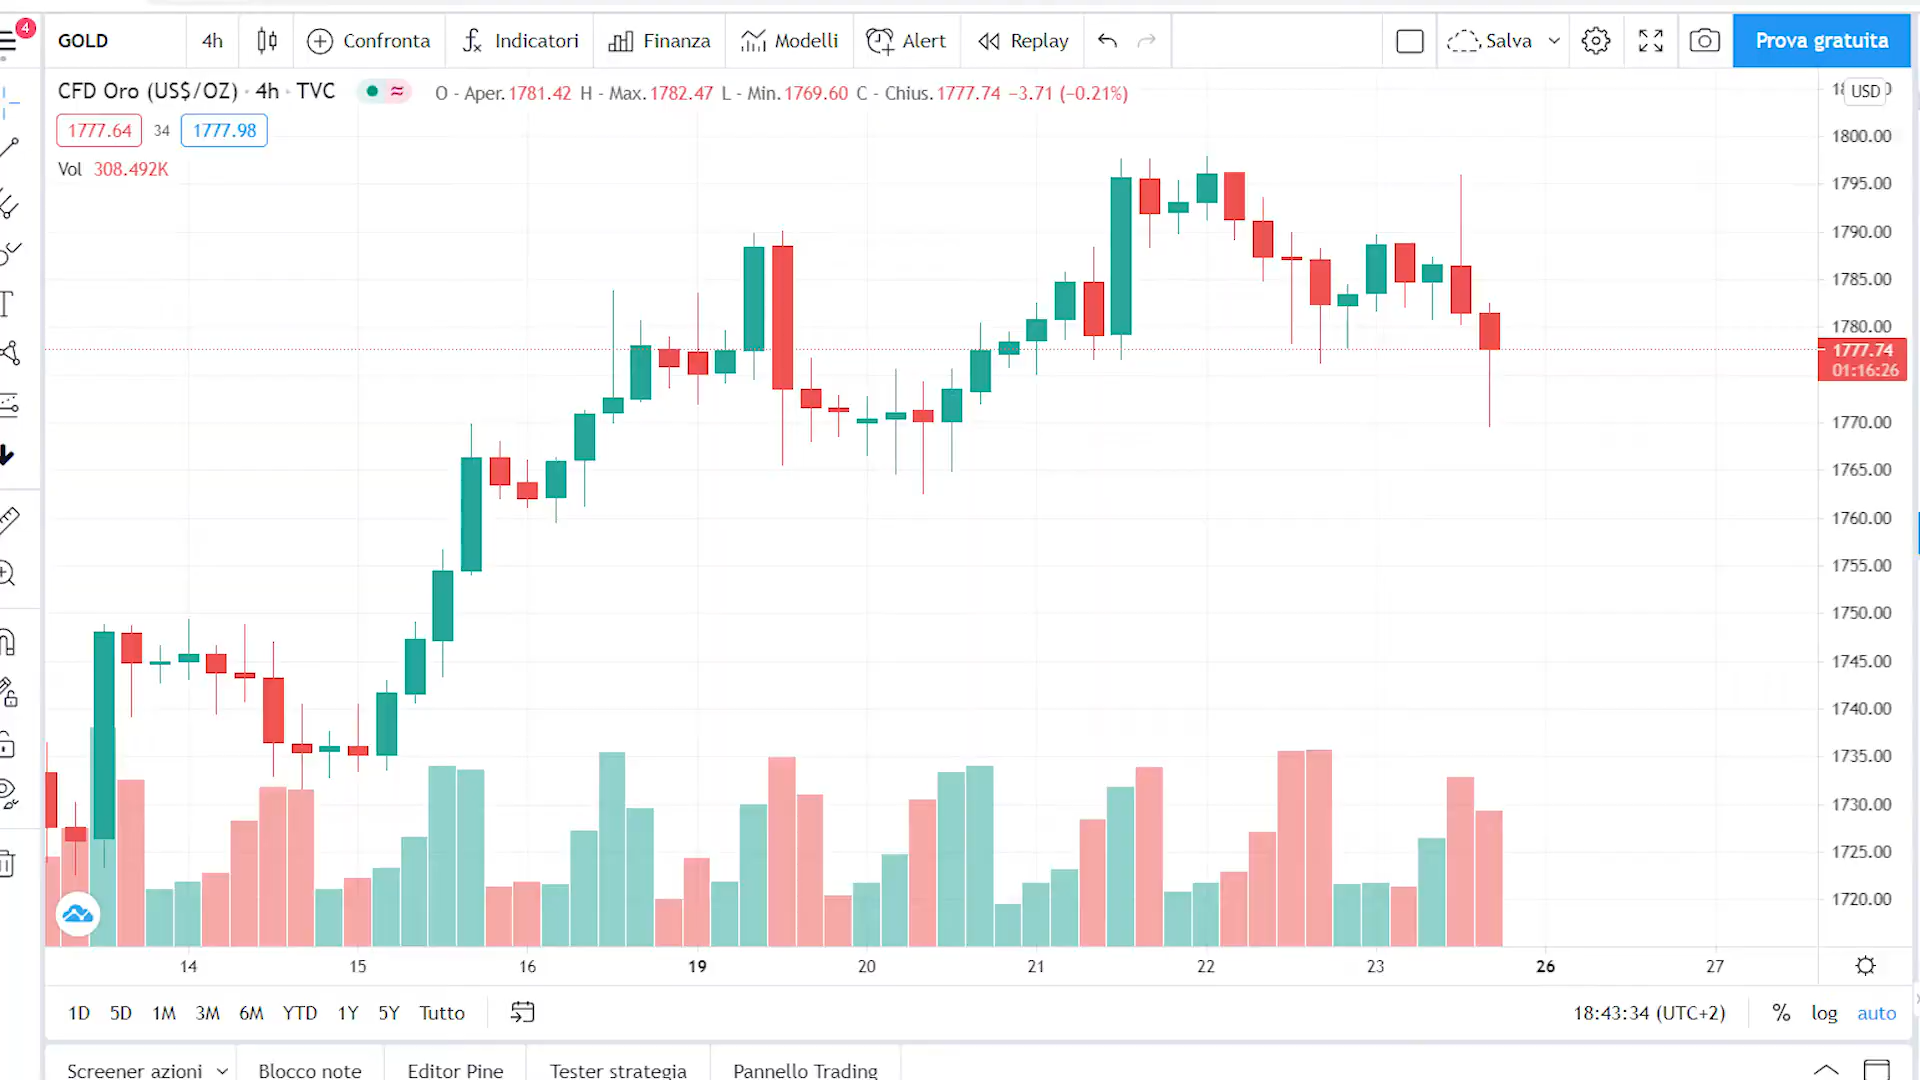 4
GOLD 4h Confronta Indicatori Finanza Modelli Alert Replay Salva Prova gratuita
CFD Oro (US$/OZ) · 4h · TVC O - Aper. 1781.42 H - Max. 1782.47 L - Min. 1769.60 C - Chius. 1777.74 −3.71 (−0.21%)
USD
1777.64 34 1777.98
Vol 308.492K
1800.00
1795.00
1790.00
1785.00
1780.00
1777.74
01:16:26
1770.00
1765.00
1760.00
1755.00
1750.00
1745.00
1740.00
1735.00
1730.00
1725.00
1720.00
14 15 16 19 20 21 22 23 26 27
1D 5D 1M 3M 6M YTD 1Y 5Y Tutto 18:43:34 (UTC+2) % log auto
Screener azioni Blocco note Editor Pine Tester strategia Pannello Trading